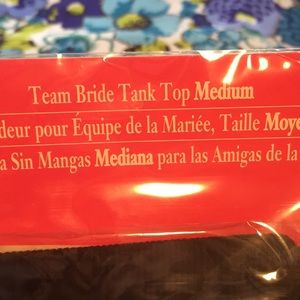 Team Bride Tank Top Medium
deur pour Équipe de la Mariée, Taille Moye
a Sin Mangas Mediana para las Amigas de la